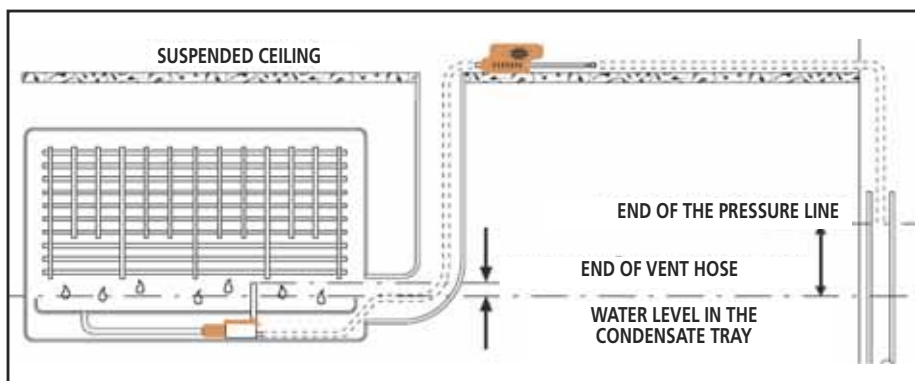 SUSPENDED CEILING
END OF THE PRESSURE LINE
END OF VENT HOSE
WATER LEVEL IN THE
CONDENSATE TRAY